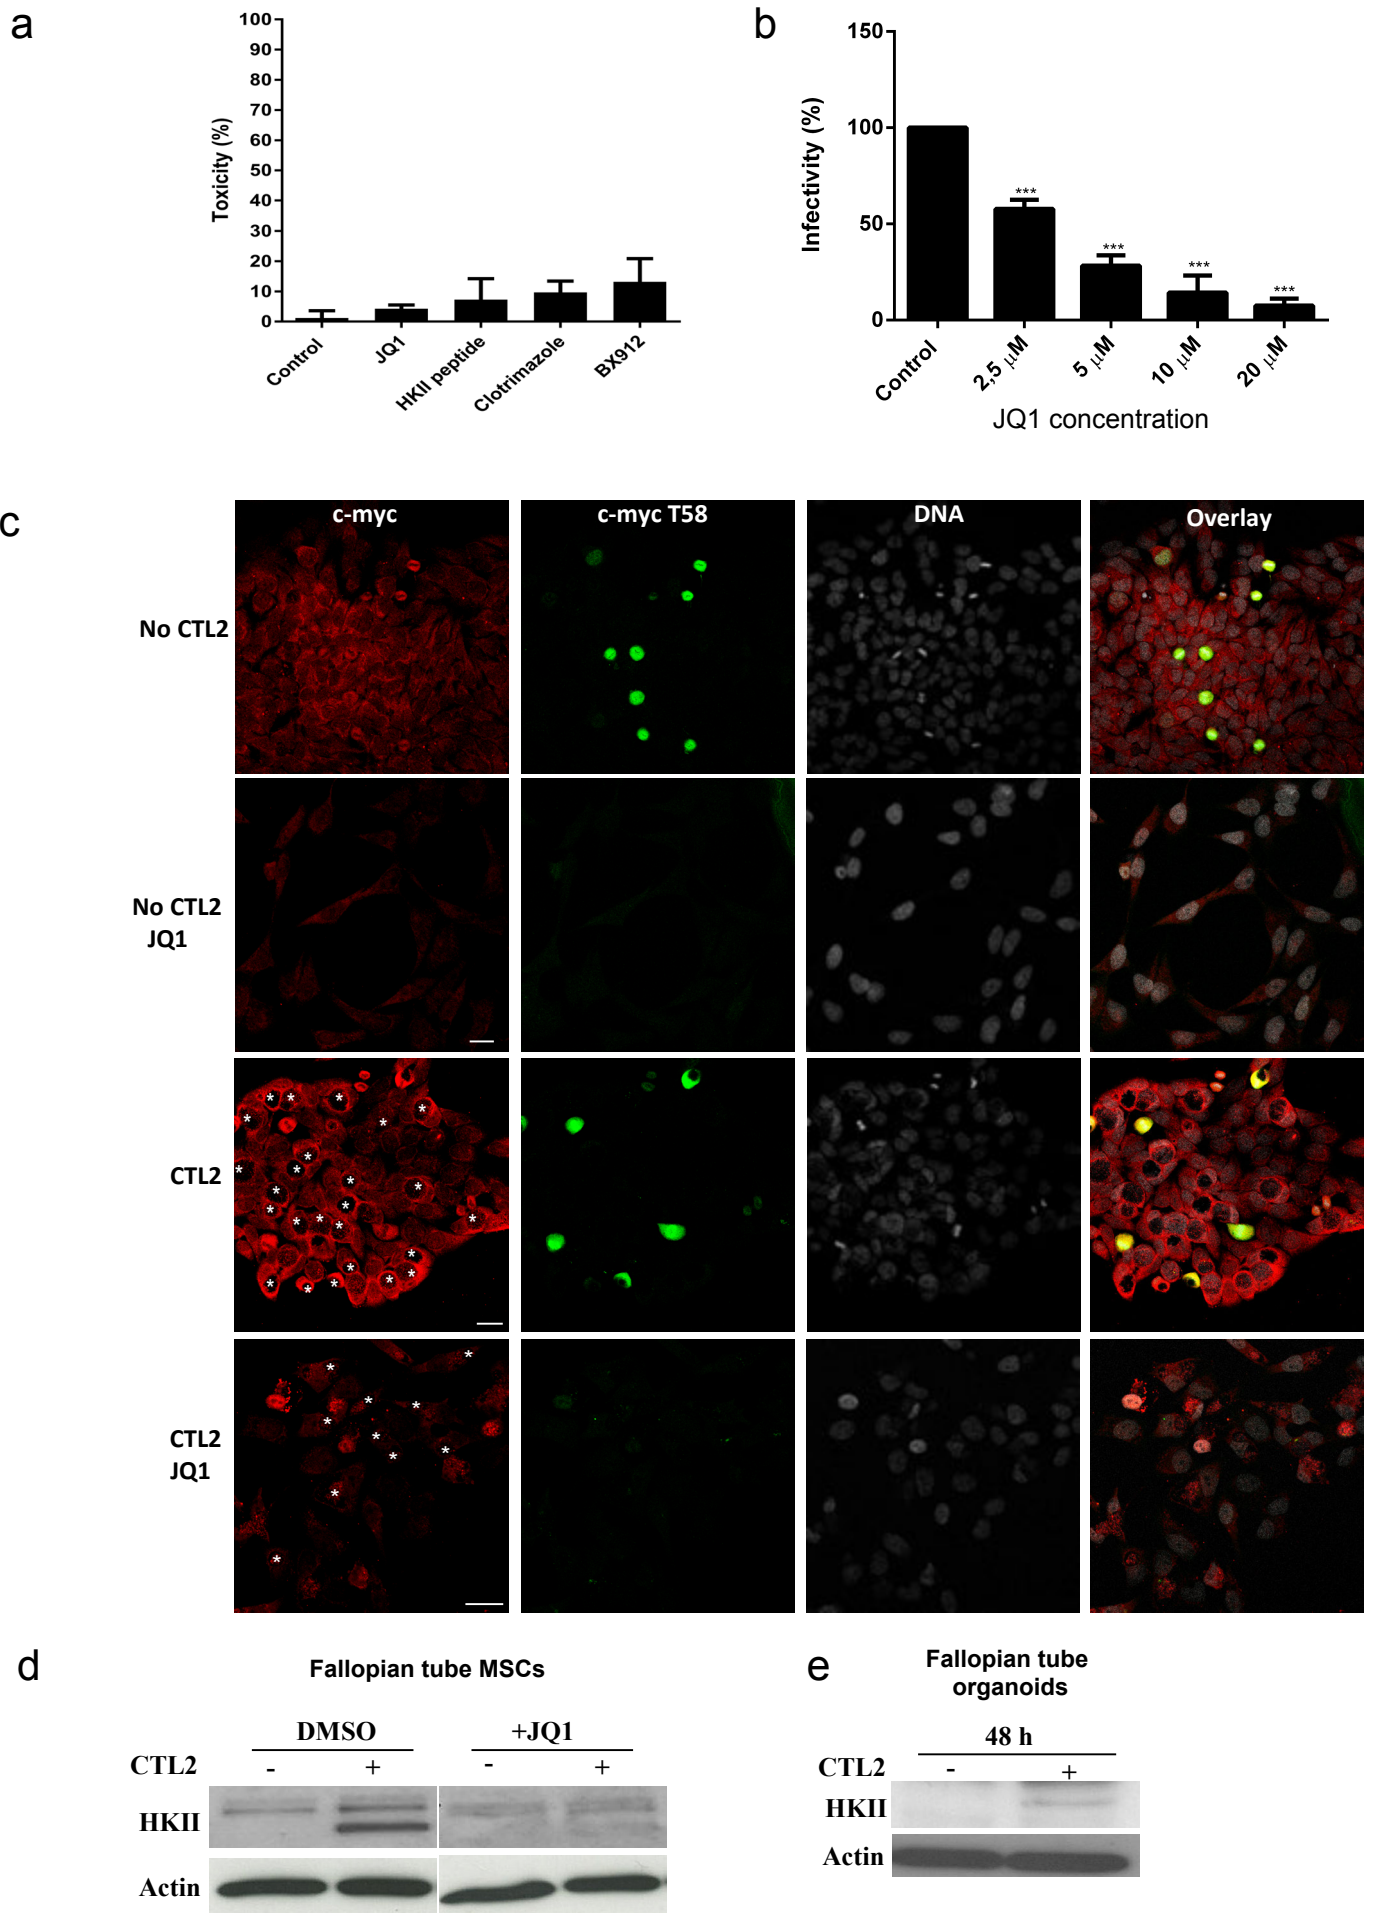 a
100
90
80
70
60
50
40
30
20
10
0
Toxicity (%)
Control
JQ1
HKII peptide
Clotrimazole
BX912
b
150
100
50
0
Infectivity (%)
***
***
***
***
Control
2,5 μM
5 μM
10 μM
20 μM
JQ1 concentration
c
c-myc
c-myc T58
DNA
Overlay
No CTL2
No CTL2
JQ1
CTL2
CTL2
JQ1
d
Fallopian tube MSCs
DMSO
+JQ1
CTL2 - + - +
HKII
Actin
e
Fallopian tube
organoids
48 h
CTL2 - +
HKII
Actin